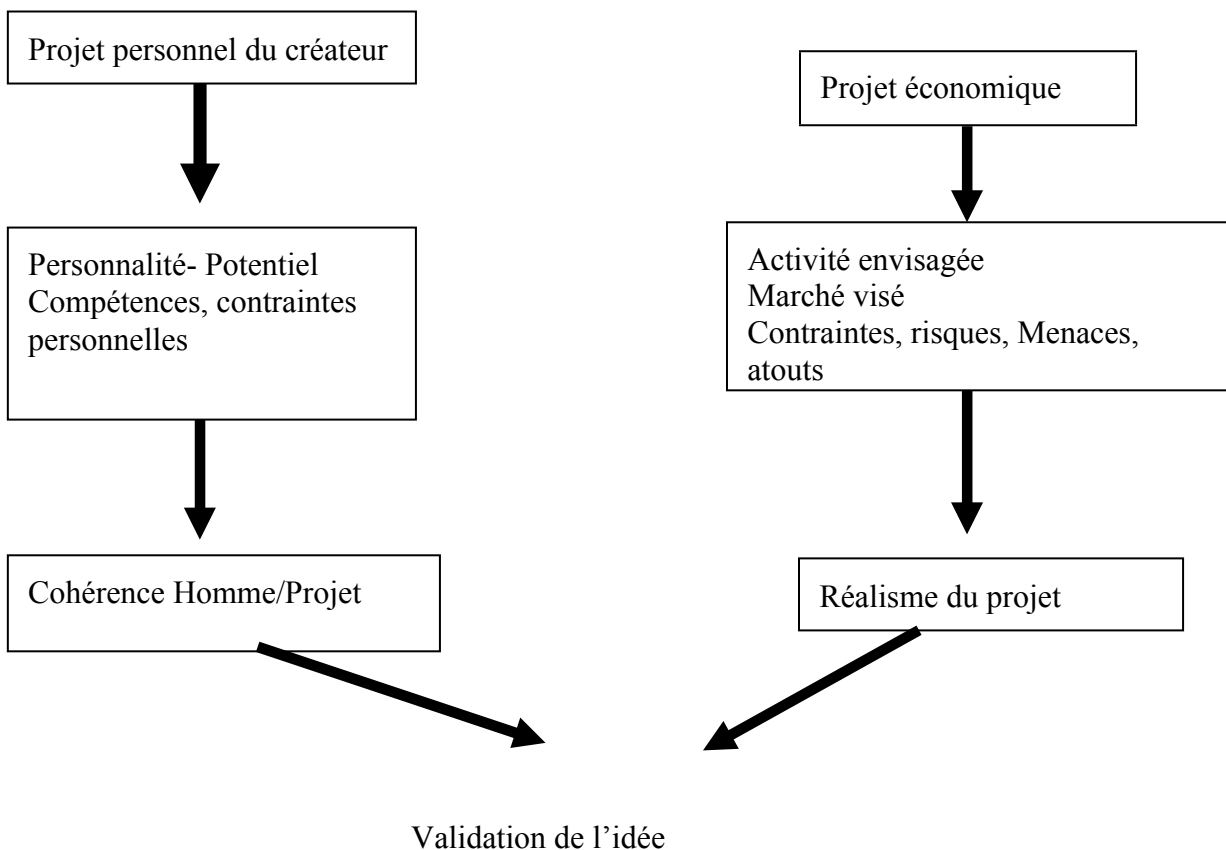 Projet personnel du créateur
Projet économique
Personnalité- Potentiel
Compétences, contraintes
personnelles
Activité envisagée
Marché visé
Contraintes, risques, Menaces,
atouts
Cohérence Homme/Projet
Réalisme du projet
Validation de l’idée